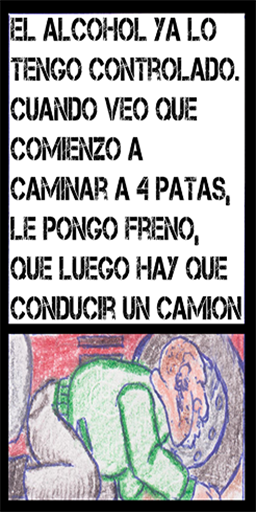 EL ALCOHOL YA LO
TENGO CONTROLADO.
CUANDO VEO QUE
COMIENZO A
CAMINAR A 4 PATAS,
LE PONGO FRENO,
QUE LUEGO HAY QUE
CONDUCIR UN CAMION